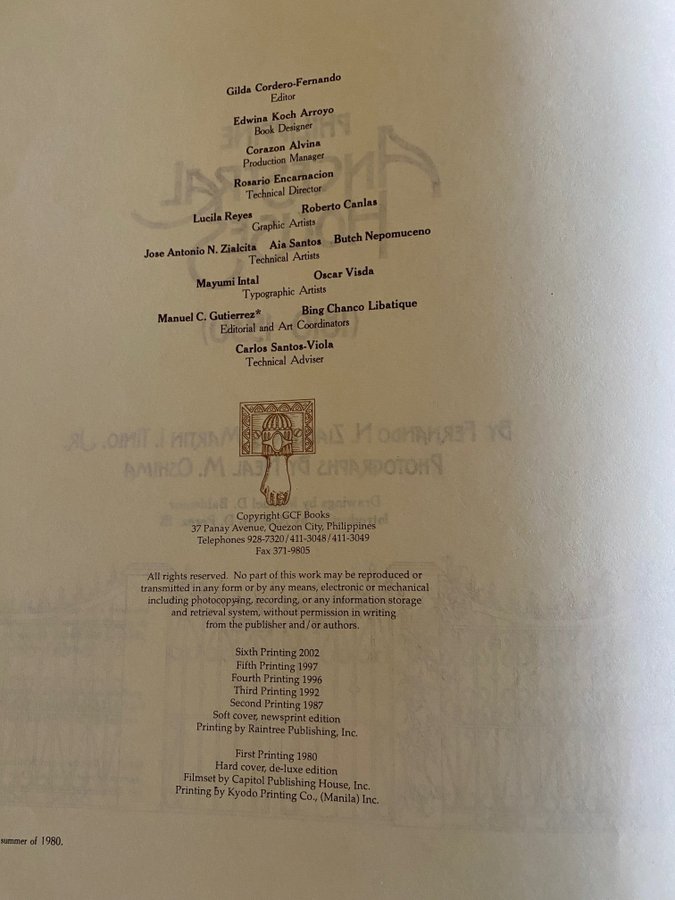 Gilda Cordero-Fernando
Editor
Edwina Koch Arroyo
Book Designer
Corazon Alvina
Production Manager
Rosario Encarnacion
Technical Director
Lucila Reyes Roberto Canlas
Graphic Artists
Jose Antonio N. Zialcita Aia Santos Butch Nepomuceno
Technical Artists
Mayumi Intal Oscar Visda
Typographic Artists
Manuel C. Gutierrez* Bing Chanco Libatique
Editorial and Art Coordinators
Carlos Santos-Viola
Technical Adviser
Copyright GCF Books
37 Panay Avenue, Quezon City, Philippines
Telephones 928-7320/411-3048/411-3049
Fax 371-9805
All rights reserved. No part of this work may be reproduced or
transmitted in any form or by any means, electronic or mechanical
including photocopying, recording, or any information storage
and retrieval system, without permission in writing
from the publisher and/or authors.
Sixth Printing 2002
Fifth Printing 1997
Fourth Printing 1996
Third Printing 1992
Second Printing 1987
Soft cover, newsprint edition
Printing by Raintree Publishing, Inc.
First Printing 1980
Hard cover, de-luxe edition
Filmset by Capitol Publishing House, Inc.
Printing by Kyodo Printing Co., (Manila) Inc.
summer of 1980.